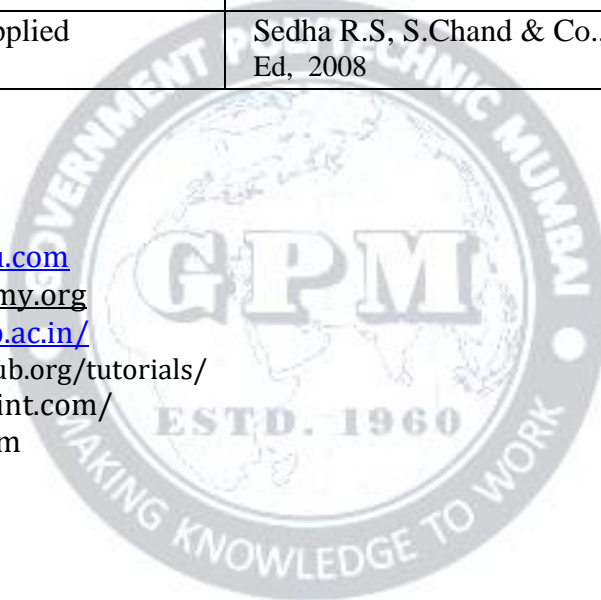 pplied Sedha R.S, S.Chand & Co.,
Ed, 2008
u.com
my.org
o.ac.in/
ub.org/tutorials/
int.com/
m
GOVERNMENT POLYTECHNIC MUMBAI
GPM
ESTD. 1960
MAKING KNOWLEDGE TO WORK